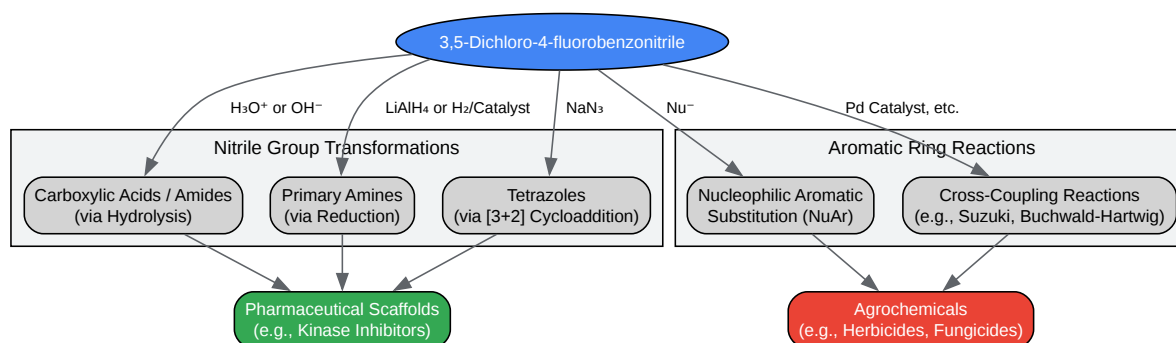 3,5-Dichloro-4-fluorobenzonitrile
H₃O⁺ or OH⁻
LiAlH₄ or H₂/Catalyst
NaN₃
Nu⁻
Pd Catalyst, etc.
Nitrile Group Transformations
Aromatic Ring Reactions
Carboxylic Acids / Amides
(via Hydrolysis)
Primary Amines
(via Reduction)
Tetrazoles
(via [3+2] Cycloaddition)
Nucleophilic Aromatic
Substitution (NuAr)
Cross-Coupling Reactions
(e.g., Suzuki, Buchwald-Hartwig)
Pharmaceutical Scaffolds
(e.g., Kinase Inhibitors)
Agrochemicals
(e.g., Herbicides, Fungicides)